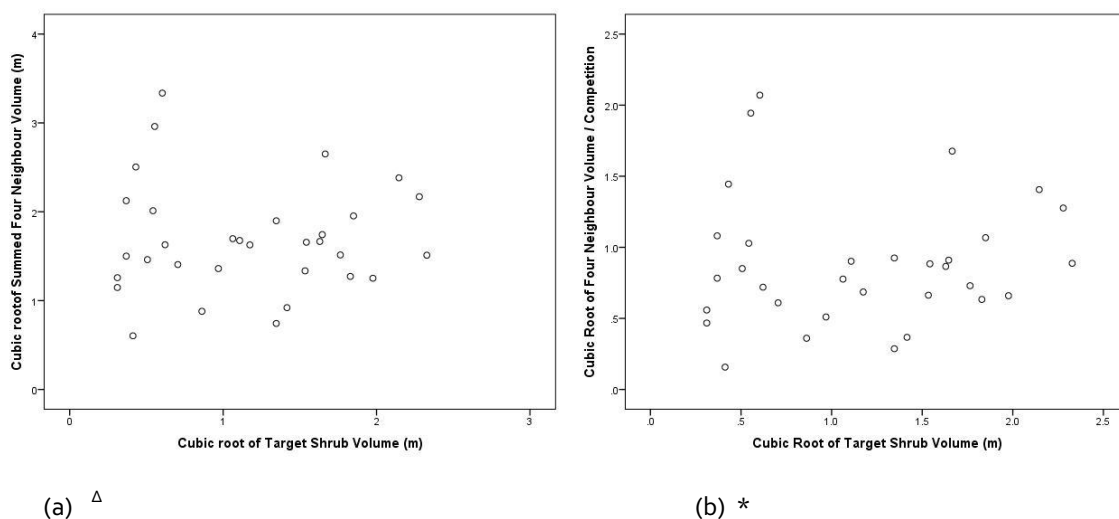 Cubic rootof Summed Four Neighbour Volume (m)
4
3
2
1
0
0 1 2 3
Cubic root of Target Shrub Volume (m)
(a) Δ
Cubic Root of Four Neighbour Volume / Competition
2.5
2.0
1.5
1.0
.5
.0
.0 .5 1.0 1.5 2.0 2.5
Cubic Root of Target Shrub Volume (m)
(b) *